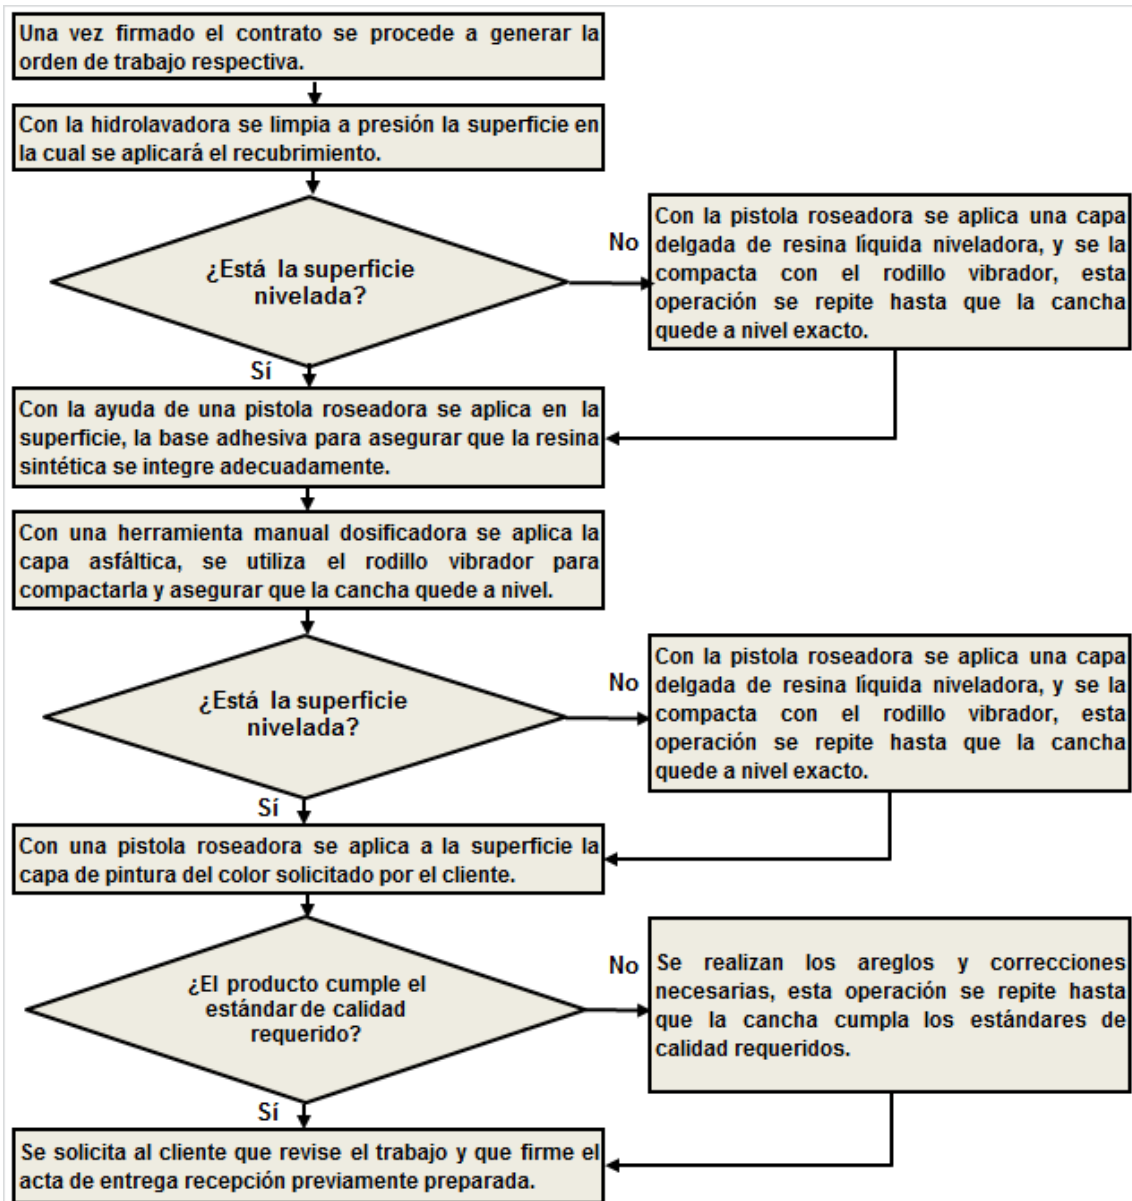 Una vez firmado el contrato se procede a generar la
orden de trabajo respectiva.
Con la hidrolavadora se limpia a presión la superficie en
la cual se aplicará el recubrimiento.
¿Está la superficie
nivelada?
No
Con la pistola roseadora se aplica una capa
delgada de resina líquida niveladora, y se la
compacta con el rodillo vibrador, esta
operación se repite hasta que la cancha
quede a nivel exacto.
Sí
Con la ayuda de una pistola roseadora se aplica en la
superficie, la base adhesiva para asegurar que la resina
sintética se integre adecuadamente.
Con una herramienta manual dosificadora se aplica la
capa asfáltica, se utiliza el rodillo vibrador para
compactarla y asegurar que la cancha quede a nivel.
¿Está la superficie
nivelada?
No
Con la pistola roseadora se aplica una capa
delgada de resina líquida niveladora, y se la
compacta con el rodillo vibrador, esta
operación se repite hasta que la cancha
quede a nivel exacto.
Sí
Con una pistola roseadora se aplica a la superficie la
capa de pintura del color solicitado por el cliente.
¿El producto cumple el
estándar de calidad
requerido?
No
Se realizan los areglos y correcciones
necesarias, esta operación se repite hasta
que la cancha cumpla los estándares de
calidad requeridos.
Sí
Se solicita al cliente que revise el trabajo y que firme el
acta de entrega recepción previamente preparada.